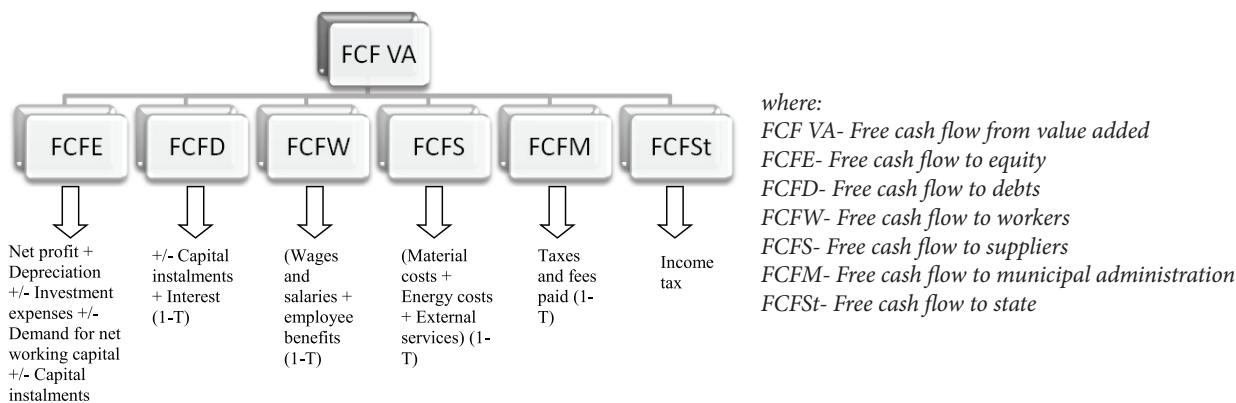 FCF VA
FCFE
FCFD
FCFW
FCFS
FCFM
FCFSt
Net profit +
Depreciation
+/- Investment
expenses +/-
Demand for net
working capital
+/- Capital
instalments
+/- Capital
instalments
+ Interest
(1-T)
(Wages
and
salaries +
employee
benefits
(1-T)
(Material
costs +
Energy costs
+ External
services) (1-
T)
Taxes
and fees
paid (1-
T)
Income
tax
where:
FCF VA- Free cash flow from value added
FCFE- Free cash flow to equity
FCFD- Free cash flow to debts
FCFW- Free cash flow to workers
FCFS- Free cash flow to suppliers
FCFM- Free cash flow to municipal administration
FCFSt- Free cash flow to state